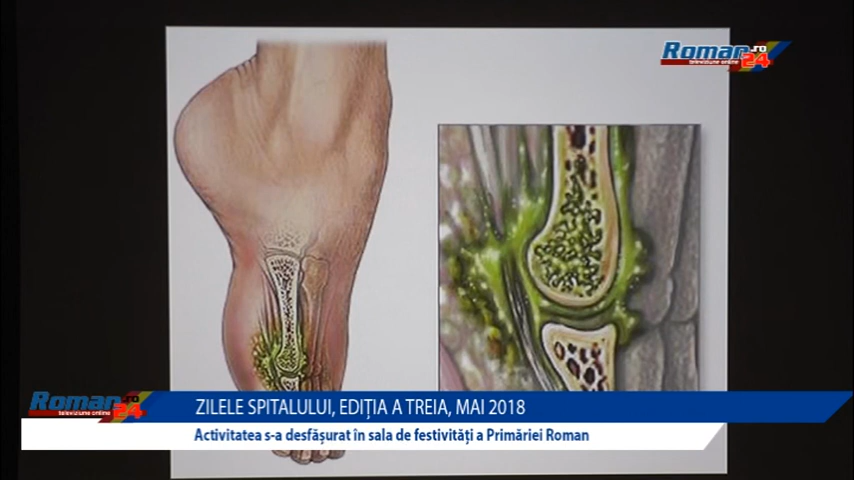 Roman.ro
televiziune online 24
Roman.ro
televiziune online 24
ZILELE SPITALULUI, EDIȚIA A TREIA, MAI 2018
Activitatea s-a desfășurat în sala de festivități a Primăriei Roman